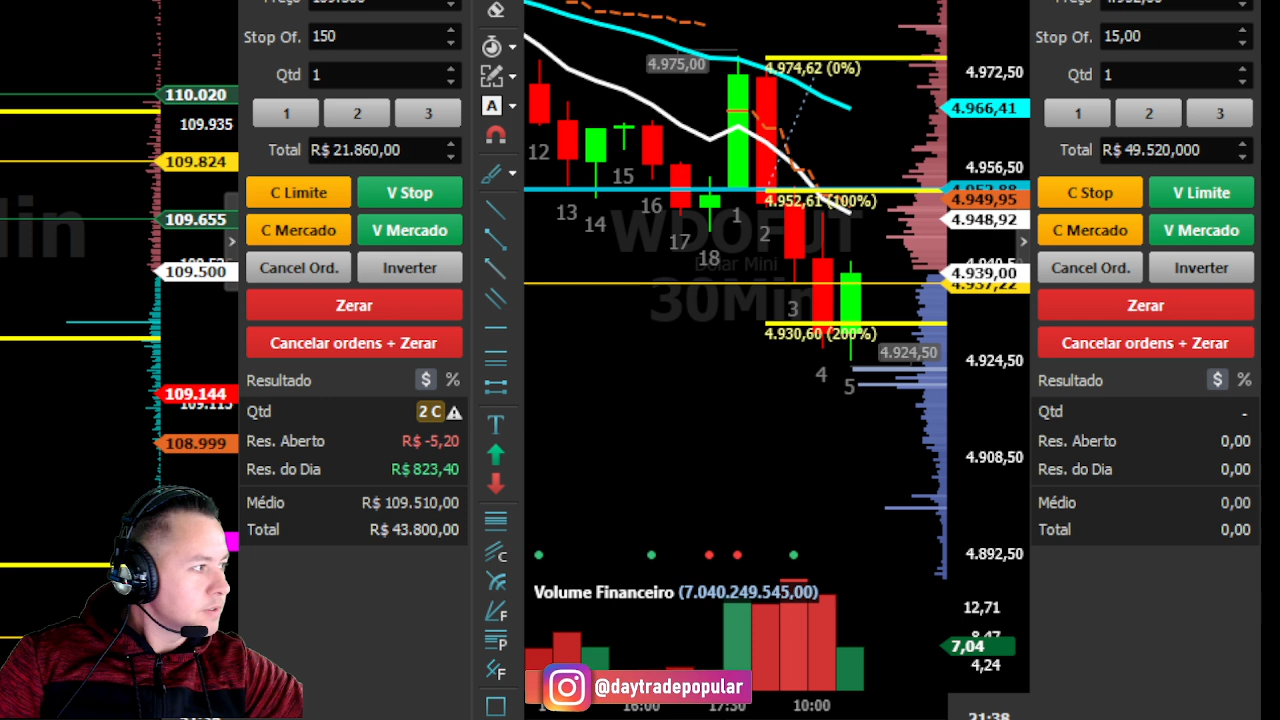 Stop Of. 150
Qtd 1
1 2 3
Total R$ 21.860,00
C Limite V Stop
C Mercado V Mercado
Cancel Ord. Inverter
Zerar
Cancelar ordens + Zerar
Resultado $ %
Qtd 2 C
Res. Aberto R$ -5,20
Res. do Dia R$ 823,40
Médio R$ 109.510,00
Total R$ 43.800,00
110.020
109.935
109.824
109.655
109.500
109.144
109.115
108.999
in
A
T
C
F
P
F
4.975,00
4.974,62 (0%)
4.952,61 (100%)
4.930,60 (200%)
4.924,50
12
13
14
15
16
17
18
1
2
3
4
5
WDOFUT
Dólar Mini
30Min
Volume Financeiro (7.040.249.545,00)
@daytradepopular
16:00 17:30 10:00
4.972,50
4.966,41
4.956,50
4.952,88
4.949,95
4.948,92
4.939,00
4.937,22
4.924,50
4.908,50
4.892,50
12,71
7,04
4,24
21:38
Stop Of. 15,00
Qtd 1
1 2 3
Total R$ 49.520,000
C Stop V Limite
C Mercado V Mercado
Cancel Ord. Inverter
Zerar
Cancelar ordens + Zerar
Resultado $ %
Qtd -
Res. Aberto 0,00
Res. do Dia 0,00
Médio 0,00
Total 0,00